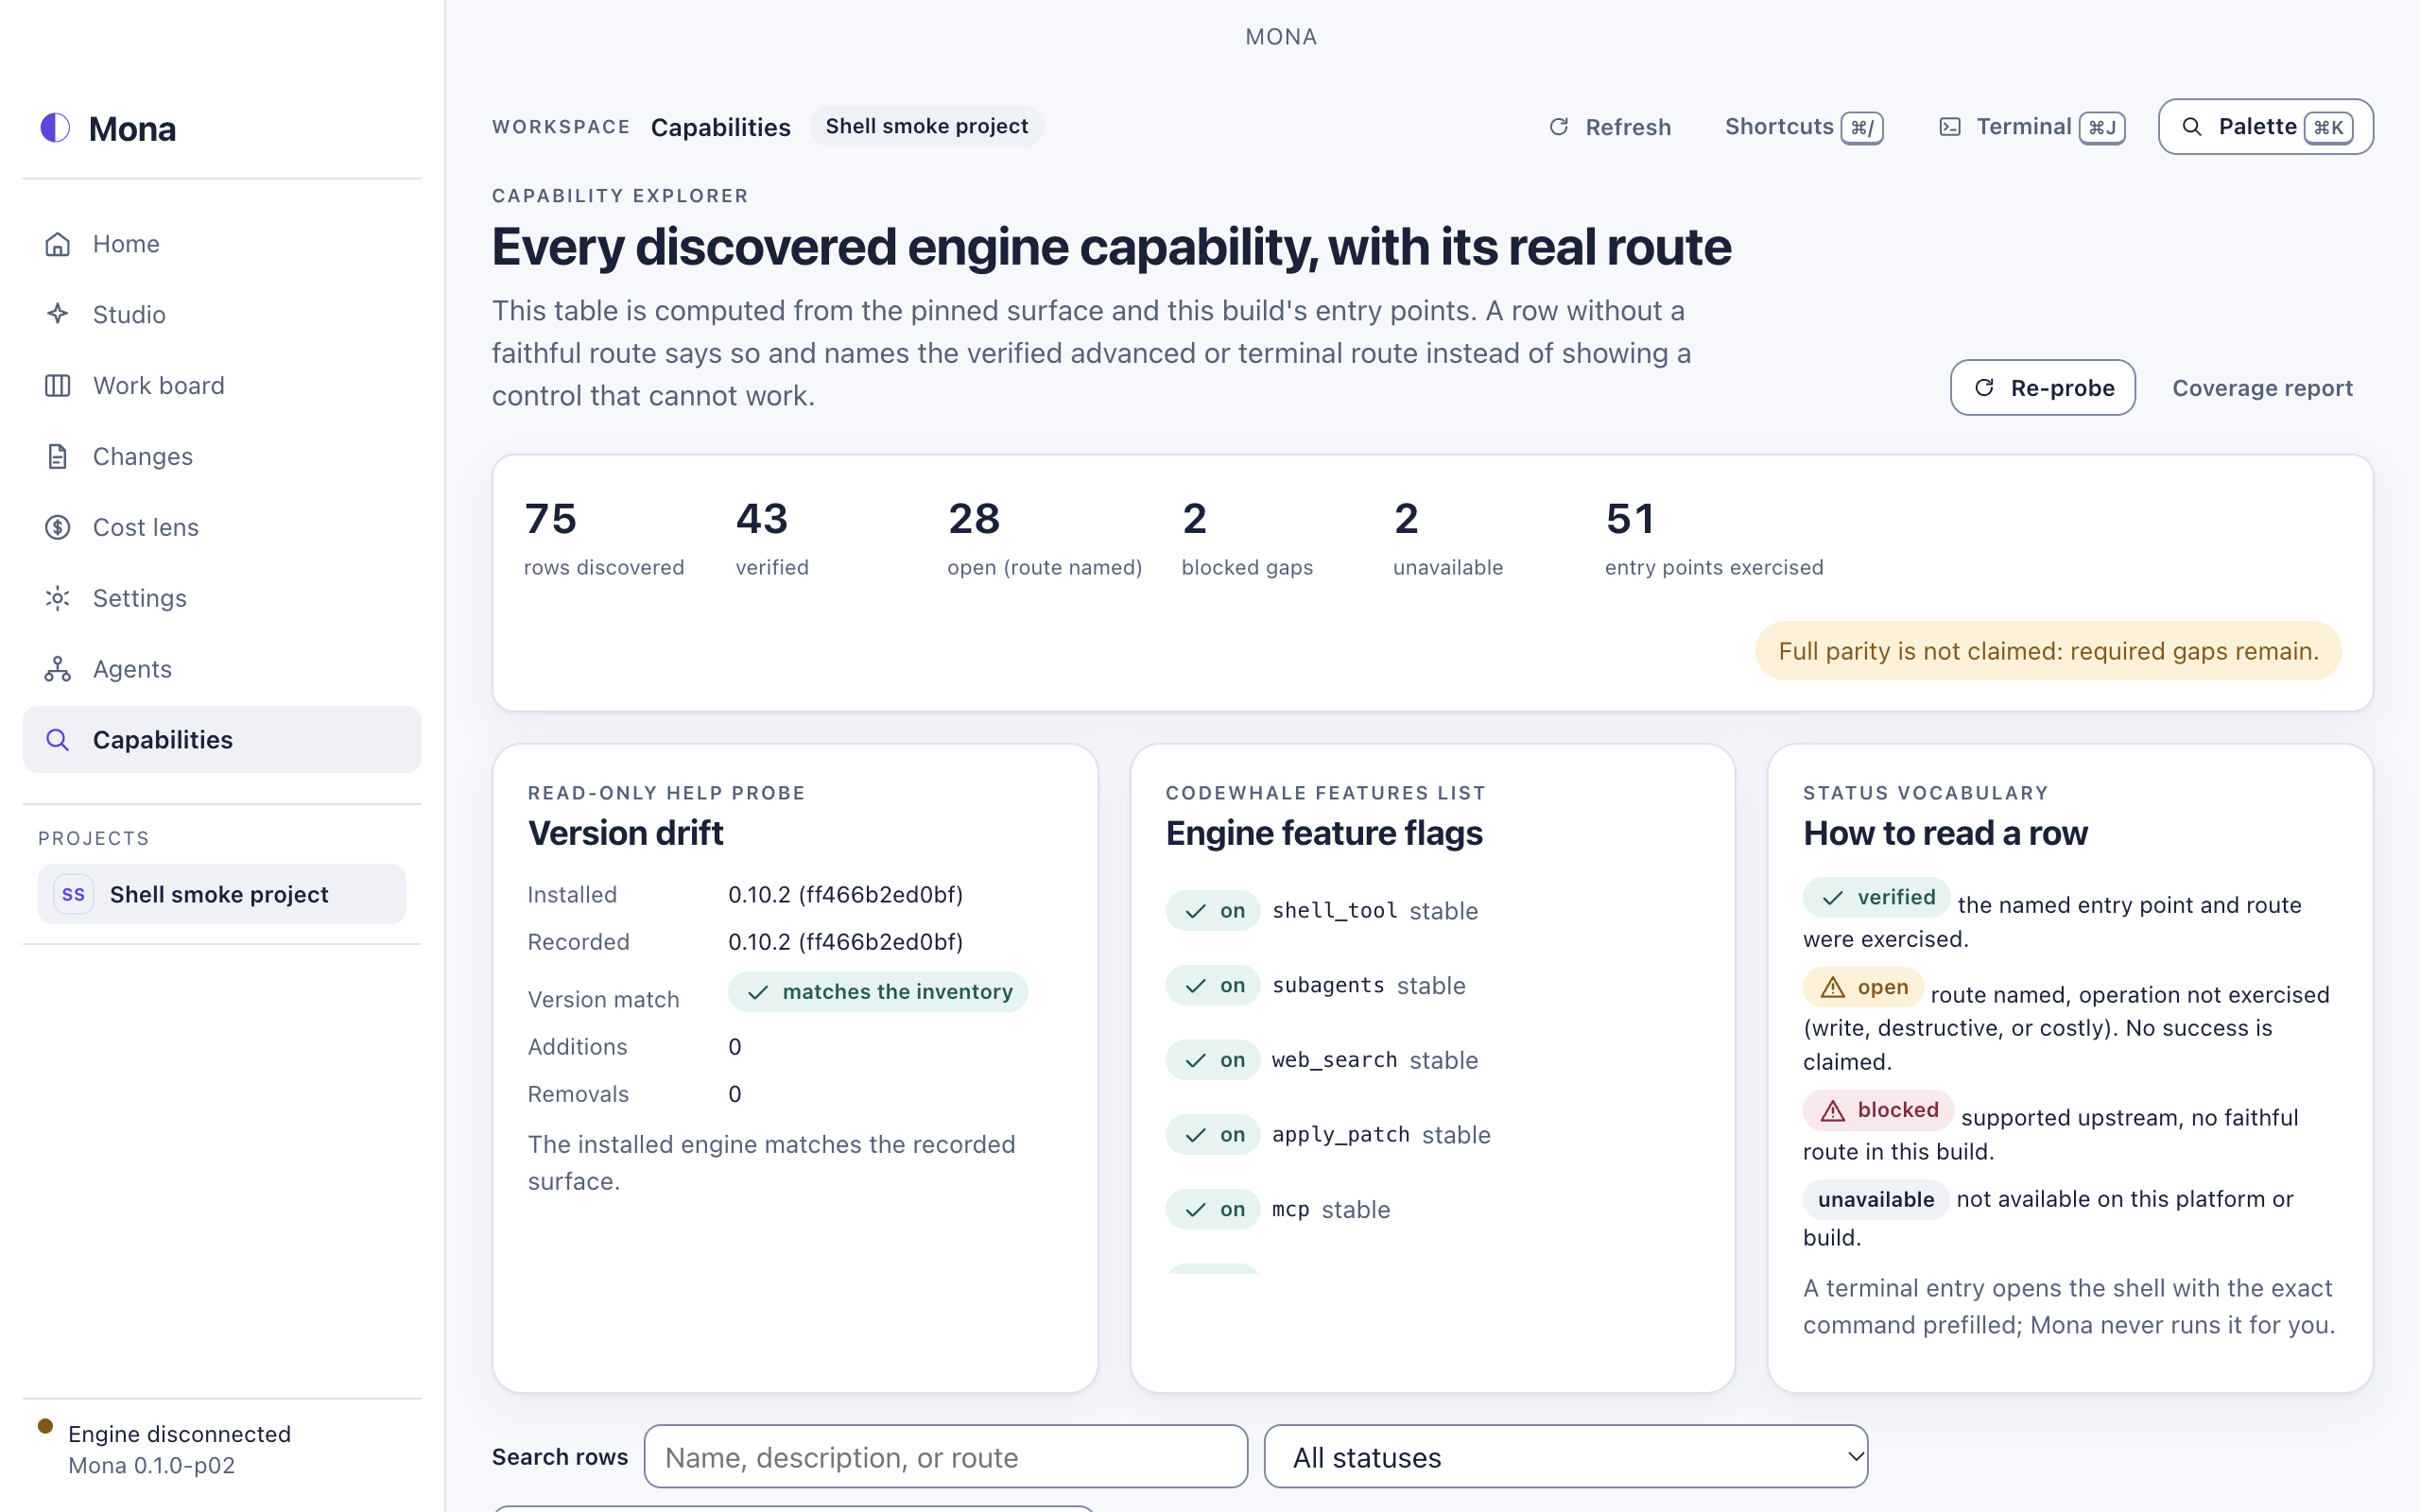 MONA
Mona
Home
Studio
Work board
Changes
Cost lens
Settings
Agents
Capabilities
PROJECTS
SS Shell smoke project
Engine disconnected
Mona 0.1.0-p02
WORKSPACE Capabilities Shell smoke project
Refresh Shortcuts ⌘/ Terminal ⌘J Palette ⌘K
CAPABILITY EXPLORER
Every discovered engine capability, with its real route
This table is computed from the pinned surface and this build's entry points. A row without a
faithful route says so and names the verified advanced or terminal route instead of showing a
control that cannot work.
Re-probe Coverage report
75 43 28 2 2 51
rows discovered verified open (route named) blocked gaps unavailable entry points exercised
Full parity is not claimed: required gaps remain.
READ-ONLY HELP PROBE
Version drift
Installed 0.10.2 (ff466b2ed0bf)
Recorded 0.10.2 (ff466b2ed0bf)
Version match matches the inventory
Additions 0
Removals 0
The installed engine matches the recorded
surface.
CODEWHALE FEATURES LIST
Engine feature flags
on shell_tool stable
on subagents stable
on web_search stable
on apply_patch stable
on mcp stable
STATUS VOCABULARY
How to read a row
verified the named entry point and route
were exercised.
open route named, operation not exercised
(write, destructive, or costly). No success is
claimed.
blocked supported upstream, no faithful
route in this build.
unavailable not available on this platform or
build.
A terminal entry opens the shell with the exact
command prefilled; Mona never runs it for you.
Search rows Name, description, or route All statuses